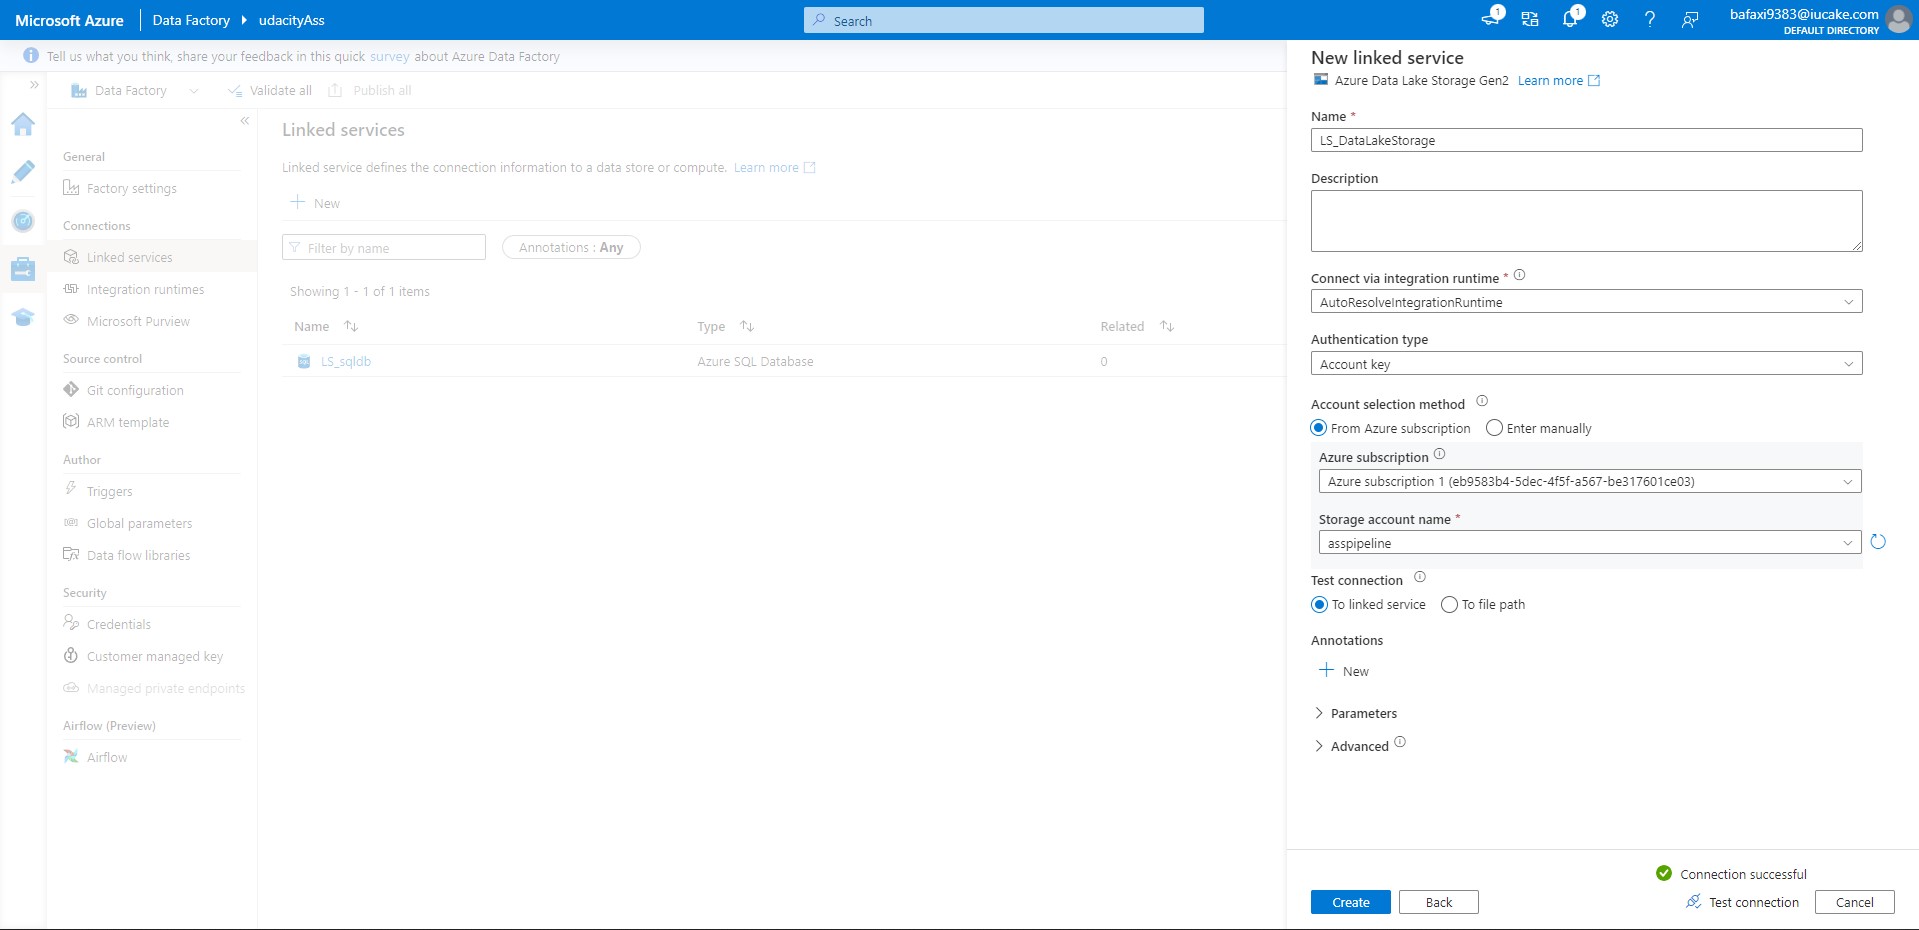 Microsoft Azure Data Factory udacityAss Search 1 1 bafaxi9383@iucake.com
DEFAULT DIRECTORY
Tell us what you think, share your feedback in this quick survey about Azure Data Factory
Data Factory Validate all Publish all
General
Factory settings
Connections
Linked services
Integration runtimes
Microsoft Purview
Source control
Git configuration
ARM template
Author
Triggers
Global parameters
Data flow libraries
Security
Credentials
Customer managed key
Managed private endpoints
Airflow (Preview)
Airflow
Linked services
Linked service defines the connection information to a data store or compute. Learn more
New
Filter by name Annotations : Any
Showing 1 - 1 of 1 items
Name Type Related
LS_sqldb Azure SQL Database 0
New linked service
Azure Data Lake Storage Gen2 Learn more
Name *
LS_DataLakeStorage
Description
Connect via integration runtime *
AutoResolveIntegrationRuntime
Authentication type
Account key
Account selection method
From Azure subscription Enter manually
Azure subscription
Azure subscription 1 (eb9583b4-5dec-4f5f-a567-be317601ce03)
Storage account name *
asspipeline
Test connection
To linked service To file path
Annotations
New
Parameters
Advanced
Connection successful
Create Back Test connection Cancel